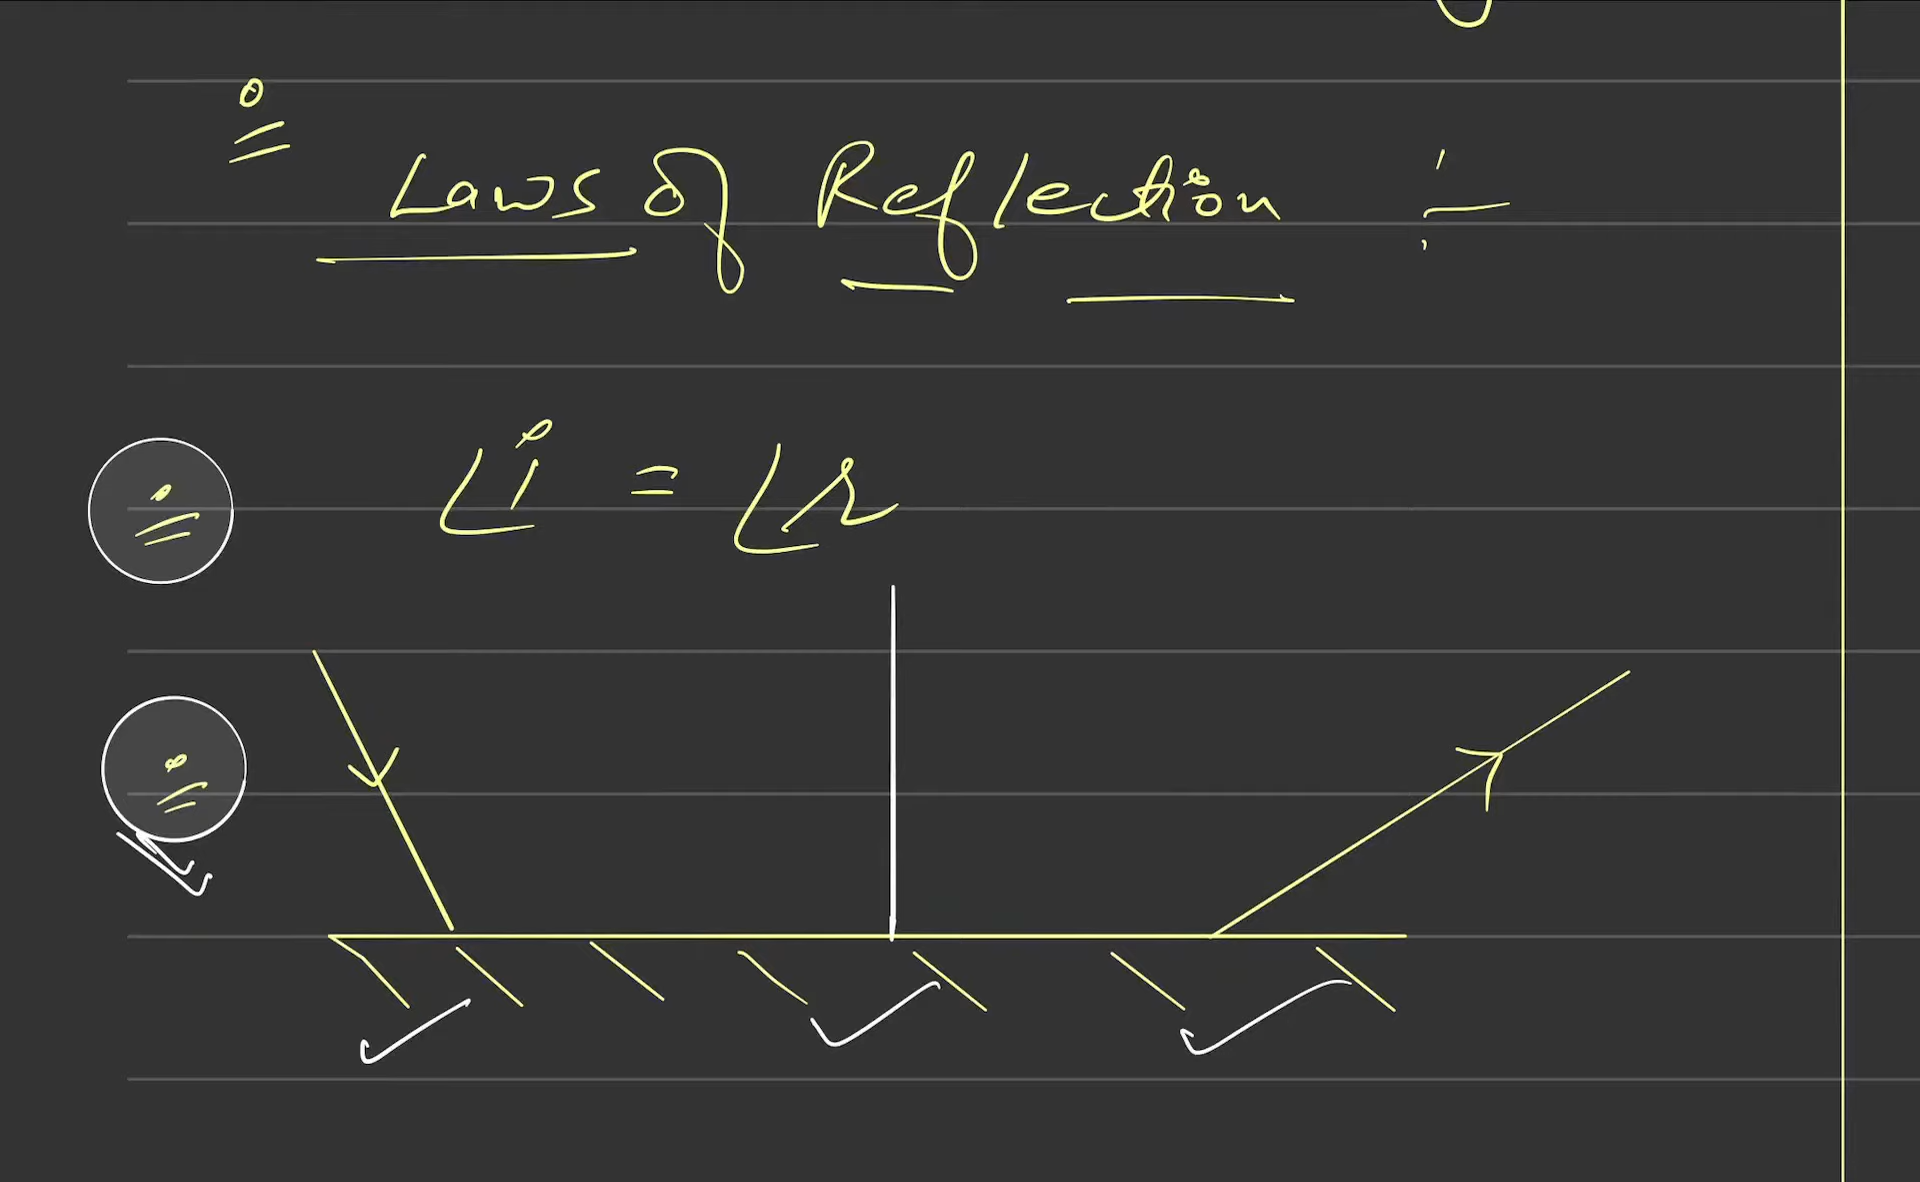 Laws of Reflection :-
∠i = ∠r